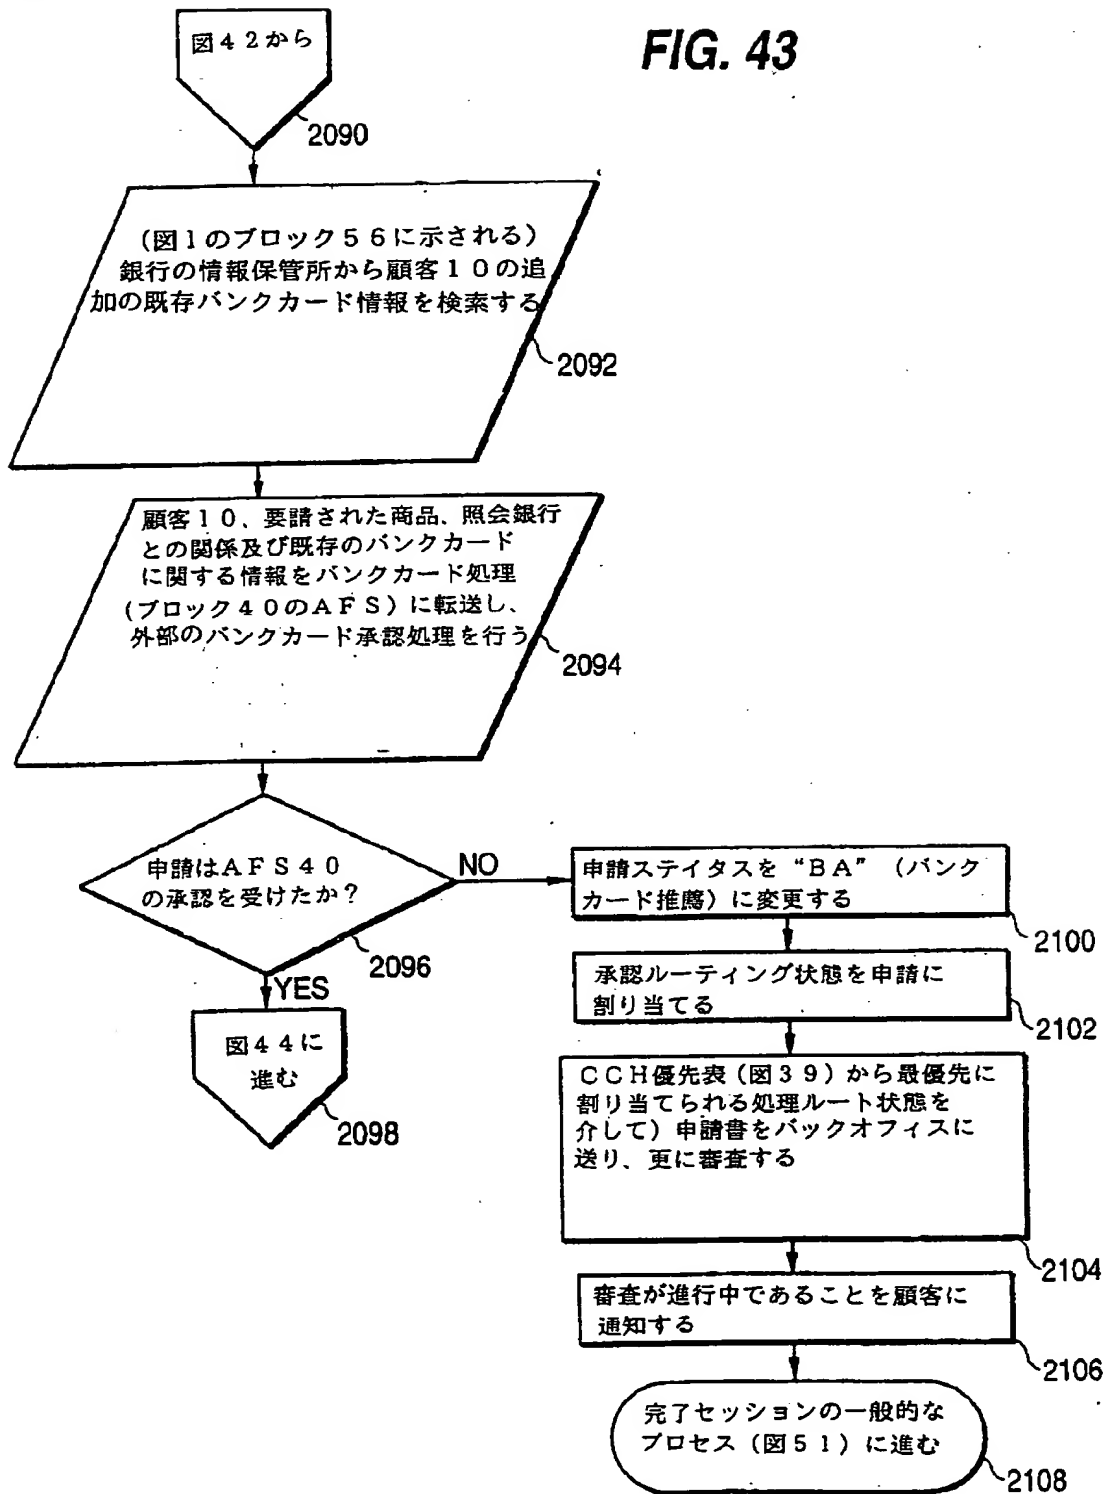 FIG. 43
図４２から
2090
（図１のブロック５６に示される）
銀行の情報保管所から顧客１０の追
加の既存バンクカード情報を検索する
2092
顧客１０、要請された商品、照会銀行
との関係及び既存のバンクカード
に関する情報をバンクカード処理
(ブロック４０のＡＦＳ）に転送し、
外部のバンクカード承認処理を行う
2094
申請はＡＦＳ４０
の承認を受けたか？
2096
NO
YES
図４４に
進む
2098
申請ステイタスを“ＢＡ”（バンク
カード推薦）に変更する
2100
承認ルーティング状態を申請に
割り当てる
2102
ＣＣＨ優先表（図３９）から最優先に
割り当てられる処理ルート状態を
介して）申請書をバックオフィスに
送り、更に審査する
2104
審査が進行中であることを顧客に
通知する
2106
完了セッションの一般的な
プロセス（図５１）に進む
2108